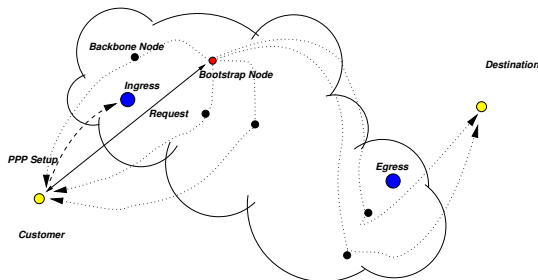 Backbone Node
Bootstrap Node
Destination
Ingress
Request
PPP Setup
Egress
Customer